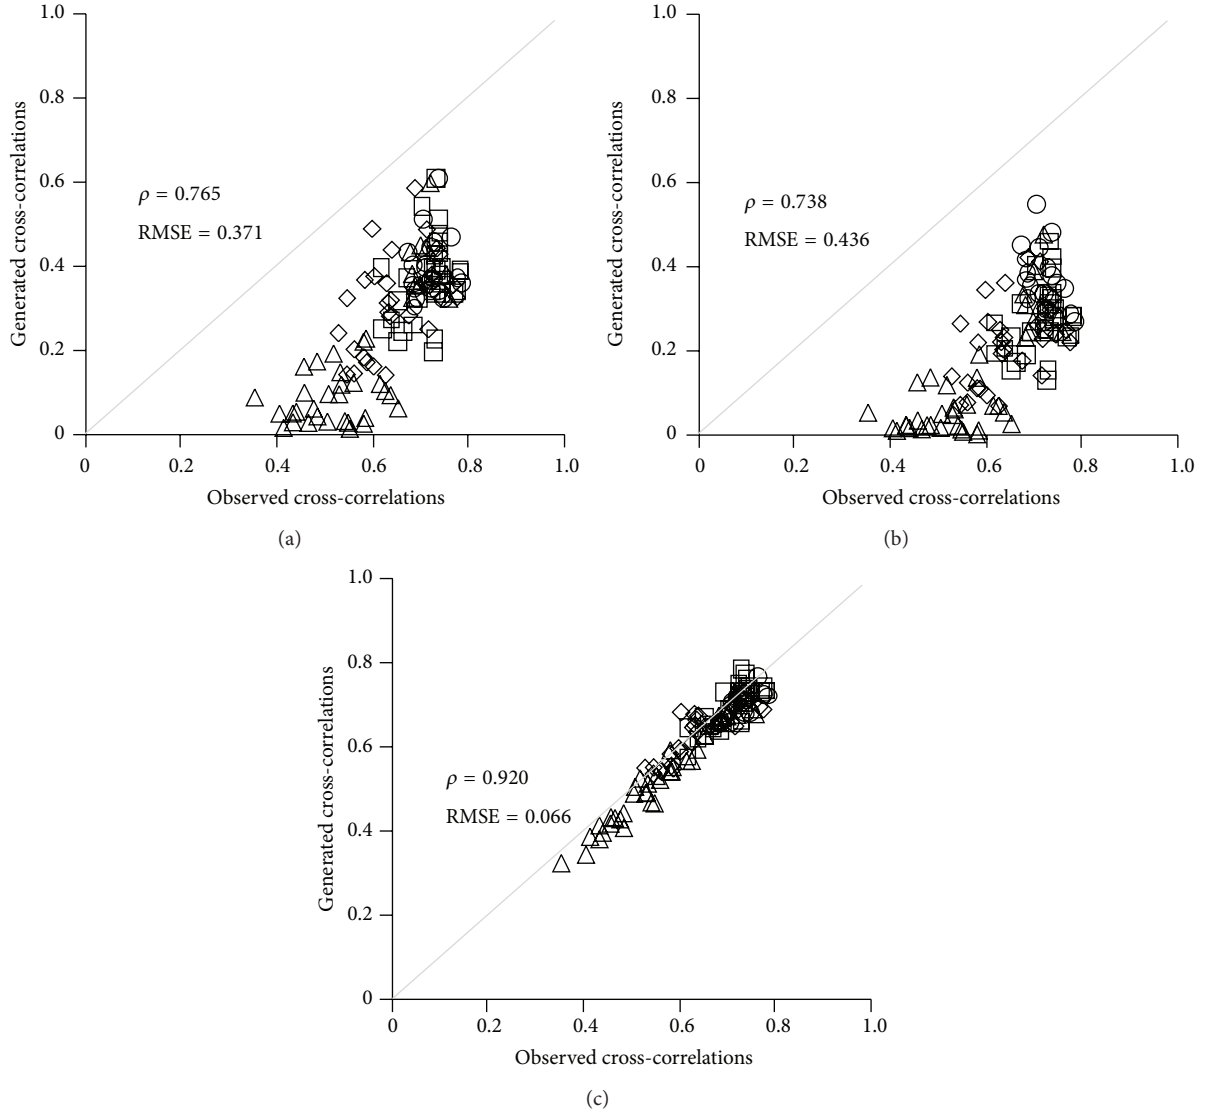 1.0
0.8
0.6
0.4
0.2
0
Generated cross-correlations
ρ = 0.765
RMSE = 0.371
0 0.2 0.4 0.6 0.8 1.0
Observed cross-correlations
(a)
1.0
0.8
0.6
0.4
0.2
0
Generated cross-correlations
ρ = 0.738
RMSE = 0.436
0 0.2 0.4 0.6 0.8 1.0
Observed cross-correlations
(b)
1.0
0.8
0.6
0.4
0.2
0
Generated cross-correlations
ρ = 0.920
RMSE = 0.066
0 0.2 0.4 0.6 0.8 1.0
Observed cross-correlations
(c)